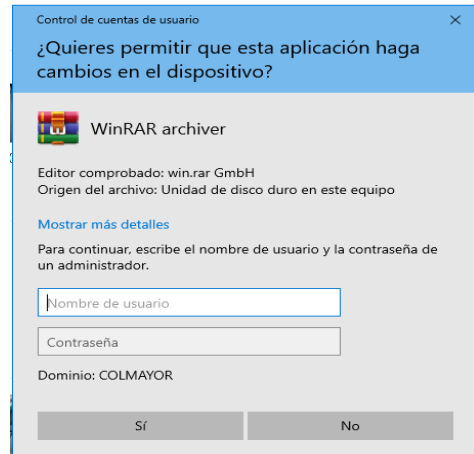 Control de cuentas de usuario
¿Quieres permitir que esta aplicación haga
cambios en el dispositivo?
WinRAR archiver
Editor comprobado: win.rar GmbH
Origen del archivo: Unidad de disco duro en este equipo
Mostrar más detalles
Para continuar, escribe el nombre de usuario y la contraseña de
un administrador.
Nombre de usuario
Contraseña
Dominio: COLMAYOR
Sí
No